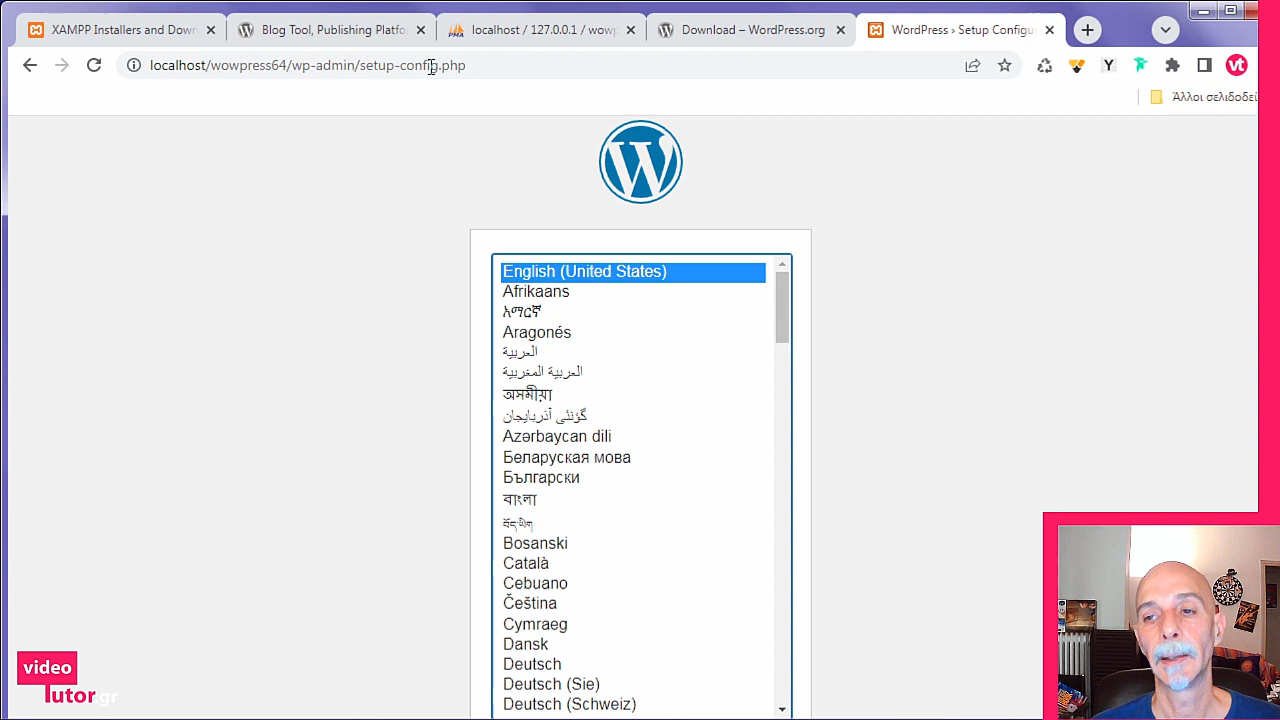 XAMPP Installers and Down
Blog Tool, Publishing Platfo
localhost / 127.0.0.1 / wowp
Download – WordPress.org
WordPress › Setup Configu
localhost/wowpress64/wp-admin/setup-config.php
Άλλοι σελιδοδεί
English (United States)
Afrikaans
አማርኛ
Aragonés
العربية
العربية المغربية
অসমীয়া
گؤنئی آذربایجان
Azərbaycan dili
Беларуская мова
Български
বাংলা
བོད་ཡིག
Bosanski
Català
Cebuano
Čeština
Cymraeg
Dansk
Deutsch
Deutsch (Sie)
Deutsch (Schweiz)
video
tutor gr